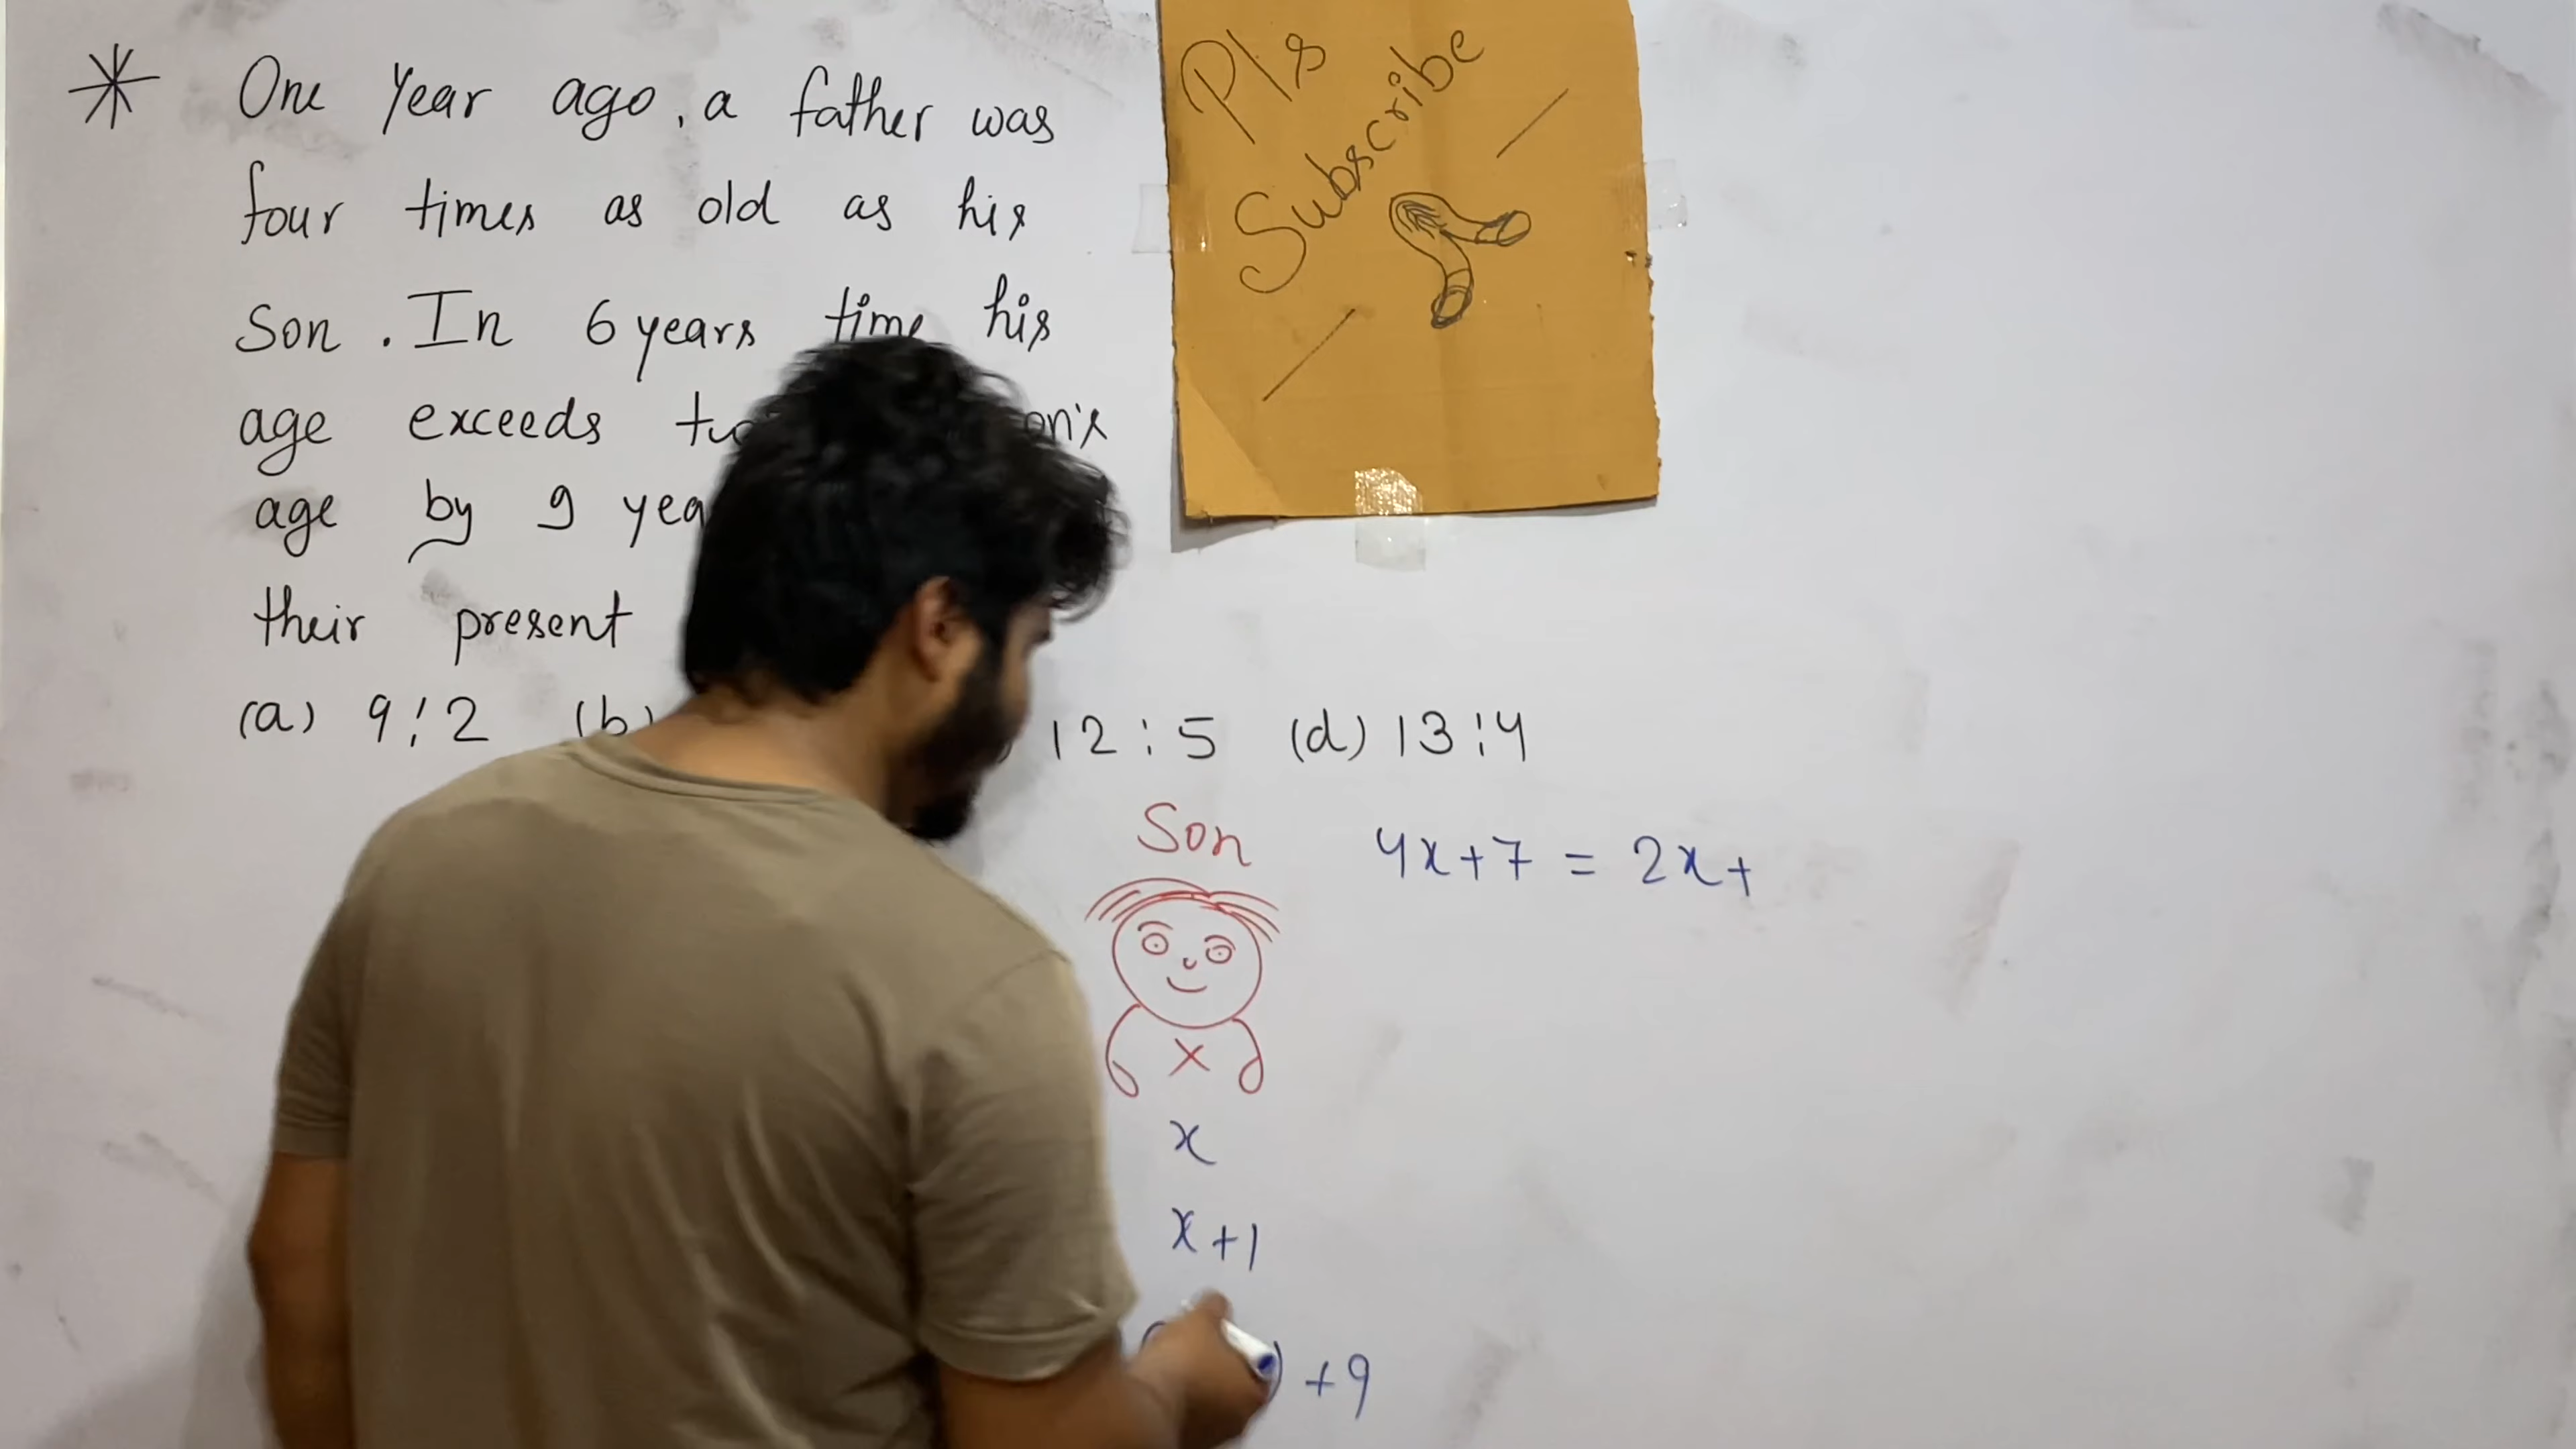 One Year ago, a father was
four times as old as his
Son. In 6 years time his
age exceeds
age by 9
their present
(a) 9:2 (b) 12:5 (d) 13:4
Pls
Subscribe
Son
4x+7 = 2x+
x
x
x+1
) +9